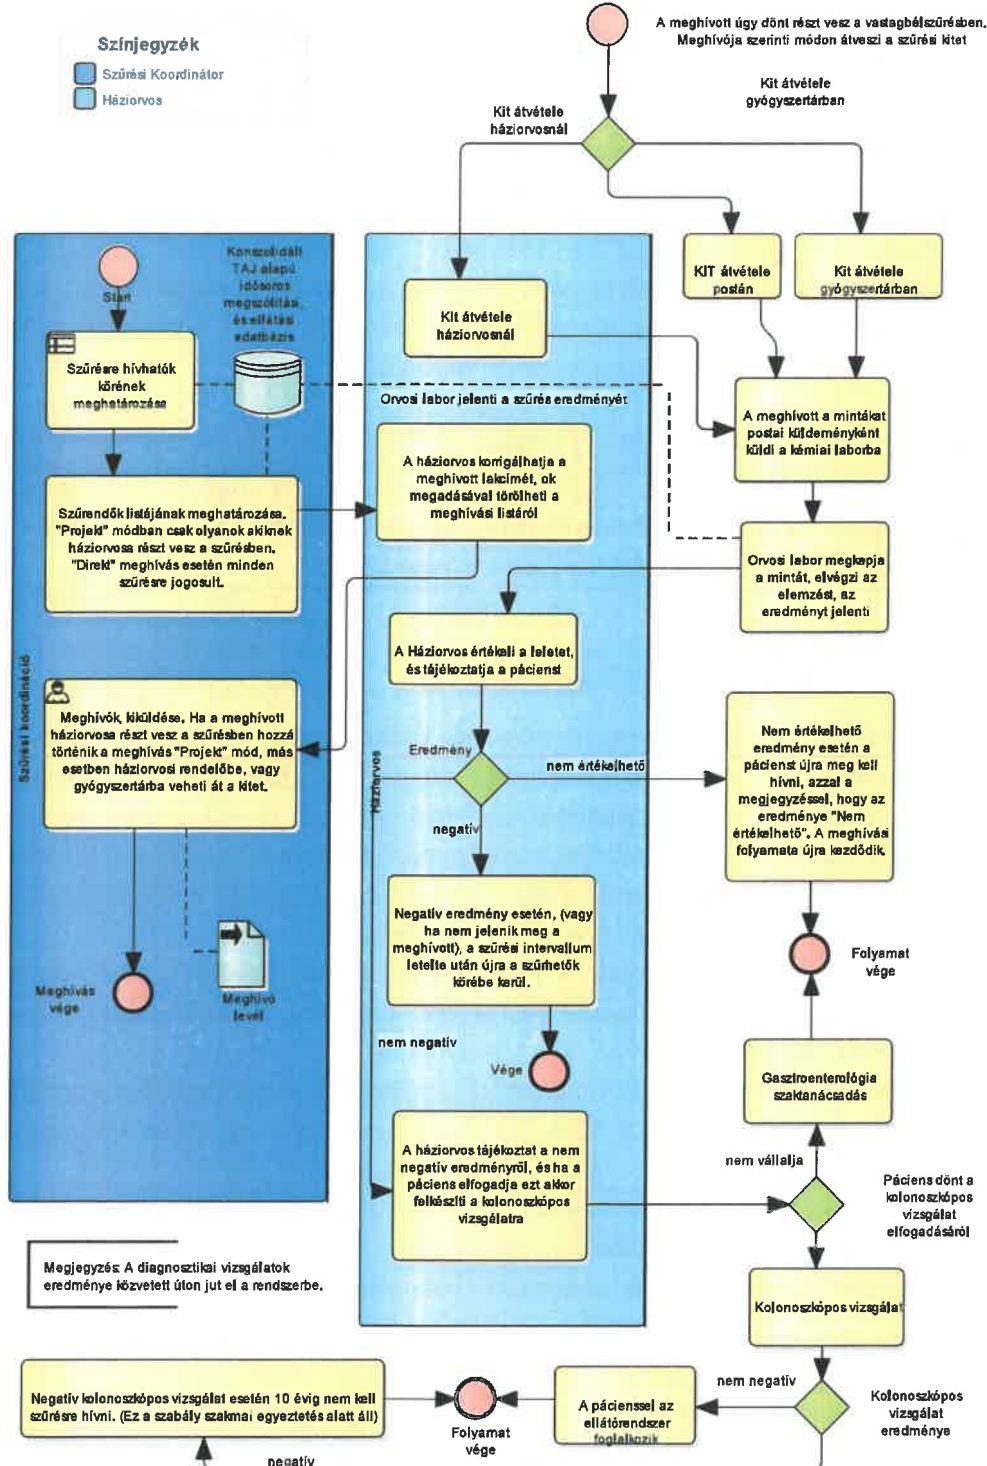 A meghívott úgy dönt részt vesz a vastagbélszűrésben.
Meghívója szerinti módon átveszi a szűrési kitet
Színjegyzék
Szűrési Koordinátor
Háziorvos
Kit átvétele
háziorvosnál
Kit átvétele
gyógyszertárban
Start
Konszolidált
TAJ alapú
idősoros
megszólítási,
és ellátási
adatbázis
KIT átvétele
postán
Kit átvétele
gyógyszertárban
Kit átvétele
háziorvosnál
Szűrésre hívhatók
körének
meghatározása
Orvosi labor jelenti a szűrés eredményét
A meghívott a mintákat
postai küldeményként
küldi a kémiai laborba
A háziorvos korrigálhatja a
meghívott lakcímét, ok
megadásával törölheti a
meghívási listáról
Szűrendők listájának meghatározása.
"Projekt" módban csak olyanok akiknek
háziorvosa részt vesz a szűrésben.
"Direkt" meghívás esetén minden
szűrésre jogosult.
Orvosi labor megkapja
a mintát, elvégzi az
elemzést, az
eredményt jelenti
A Háziorvos értékeli a leletet,
és tájékoztatja a pácienst
Szűrési koordináció
Meghívók, kiküldése. Ha a meghívott
háziorvosa részt vesz a szűrésben hozzá
történik a meghívás "Projekt" mód, más
esetben háziorvosi rendelőbe, vagy
gyógyszertárba veheti át a kitet.
Háziorvos
Eredmény
nem értékelhető
negatív
Nem értékelhető
eredmény esetén a
pácienst újra meg kell
hívni, azzal a
megjegyzéssel, hogy az
eredménye "Nem
értékelhető". A meghívási
folyamata újra kezdődik.
Negatív eredmény esetén, (vagy
ha nem jelenik meg a
meghívott), a szűrési intervallum
letelte után újra a szűrhetők
körébe kerül.
Folyamat
vége
Meghívás
vége
Meghívó
levél
nem negatív
Vége
Gasztroenterológia
szaktanácsadás
A háziorvos tájékoztat a nem
negatív eredményről, és ha a
páciens elfogadja ezt akkor
felkészíti a kolonoszkópos
vizsgálatra
nem vállalja
Páciens dönt a
kolonoszkópos
vizsgálat
elfogadásáról
Megjegyzés: A diagnosztikai vizsgálatok
eredménye közvetett úton jut el a rendszerbe.
Kolonoszkópos vizsgálat
nem negatív
Kolonoszkópos
vizsgálat
eredménye
Negatív kolonoszkópos vizsgálat esetén 10 évig nem kell
szűrésre hívni. (Ez a szabály szakmai egyeztetés alatt áll)
Folyamat
vége
A pácienssel az
ellátórendszer
foglalkozik
negatív